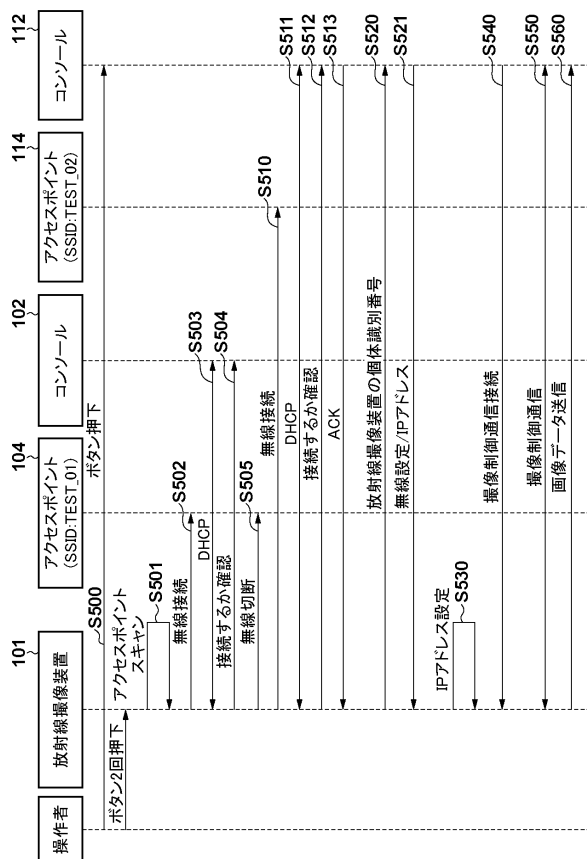 操作者
101
放射線撮像装置
104
アクセスポイント
(SSID:TEST_01)
102
コンソール
114
アクセスポイント
(SSID:TEST_02)
112
コンソール
ボタン押下
S500
ボタン2回押下
アクセスポイント
スキャン
S501
無線接続
S502
DHCP
S503
接続するか確認
S504
無線切断
S505
無線接続
S510
DHCP
S511
接続するか確認
S512
ACK
S513
放射線撮像装置の個体識別番号
S520
無線設定/IPアドレス
S521
IPアドレス設定
S530
撮像制御通信接続
S540
撮像制御通信
S550
画像データ送信
S560